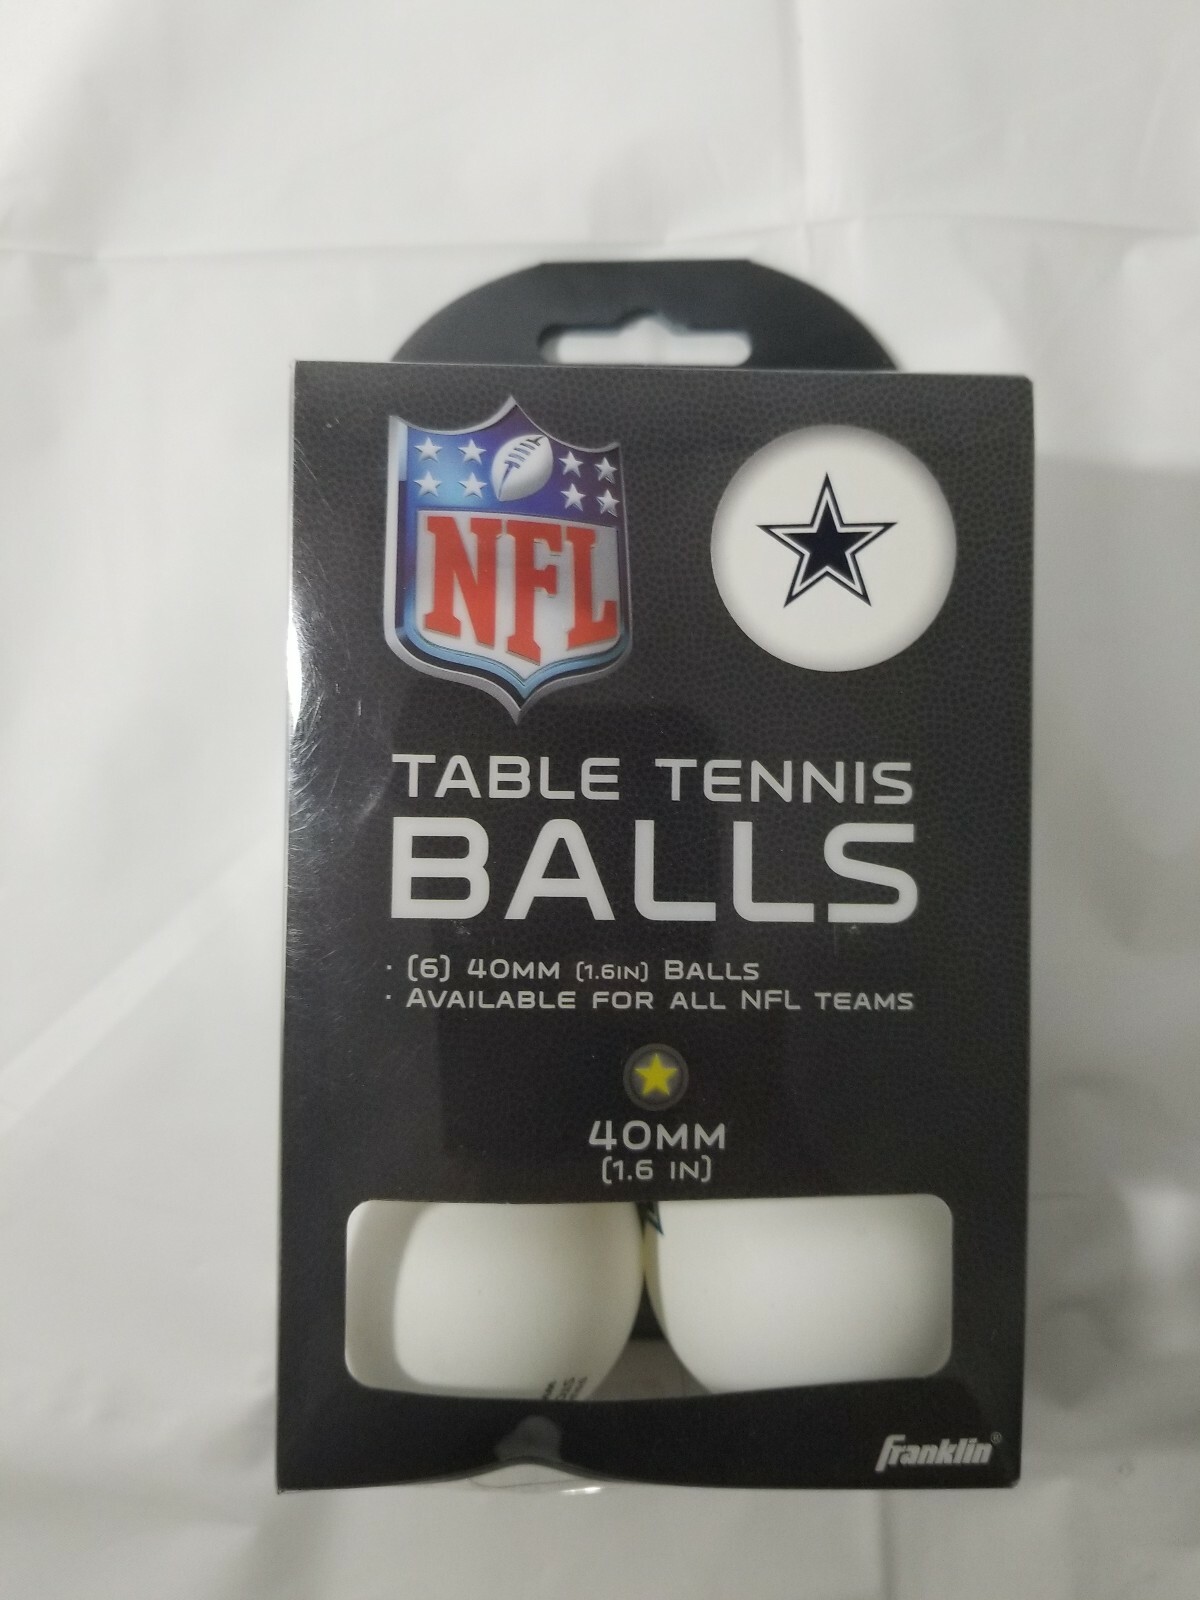 NFL
TABLE TENNIS
BALLS
· (6) 40MM (1.6IN) BALLS
· AVAILABLE FOR ALL NFL TEAMS
40MM
(1.6 IN)
Franklin®